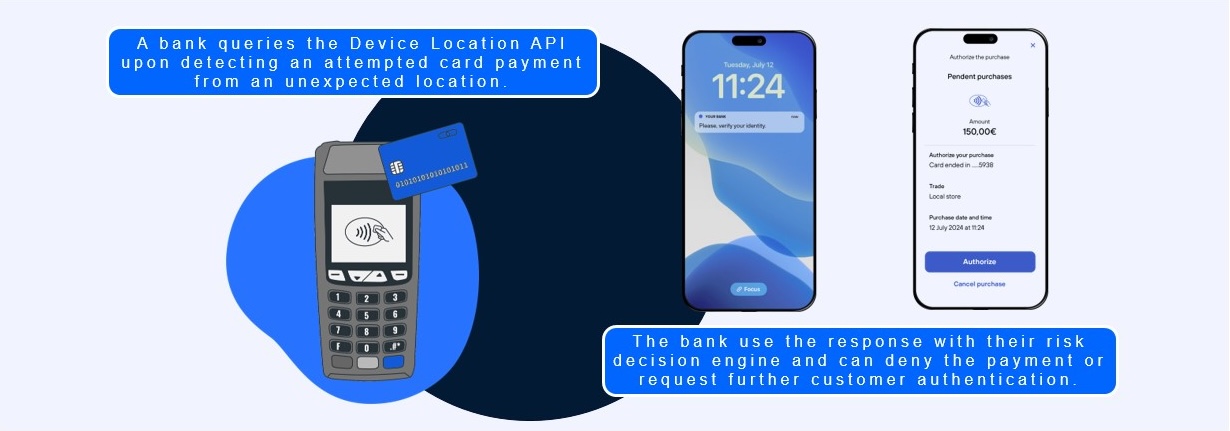 A bank queries the Device Location API
upon detecting an attempted card payment
from an unexpected location.
01010101010101011
1 2 3
4 5 6
7 8 9
F 0 .#*
Tuesday, July 12
11:24
YOUR BANK now
Please, verify your identity.
Focus
Authorize the purchase
Pendent purchases
Amount
150,00€
Authorize your purchase
Card ended in ....5938
Trade
Local store
Purchase date and time
12 July 2024 at 11:24
Authorize
Cancel purchase
The bank use the response with their risk
decision engine and can deny the payment or
request further customer authentication.